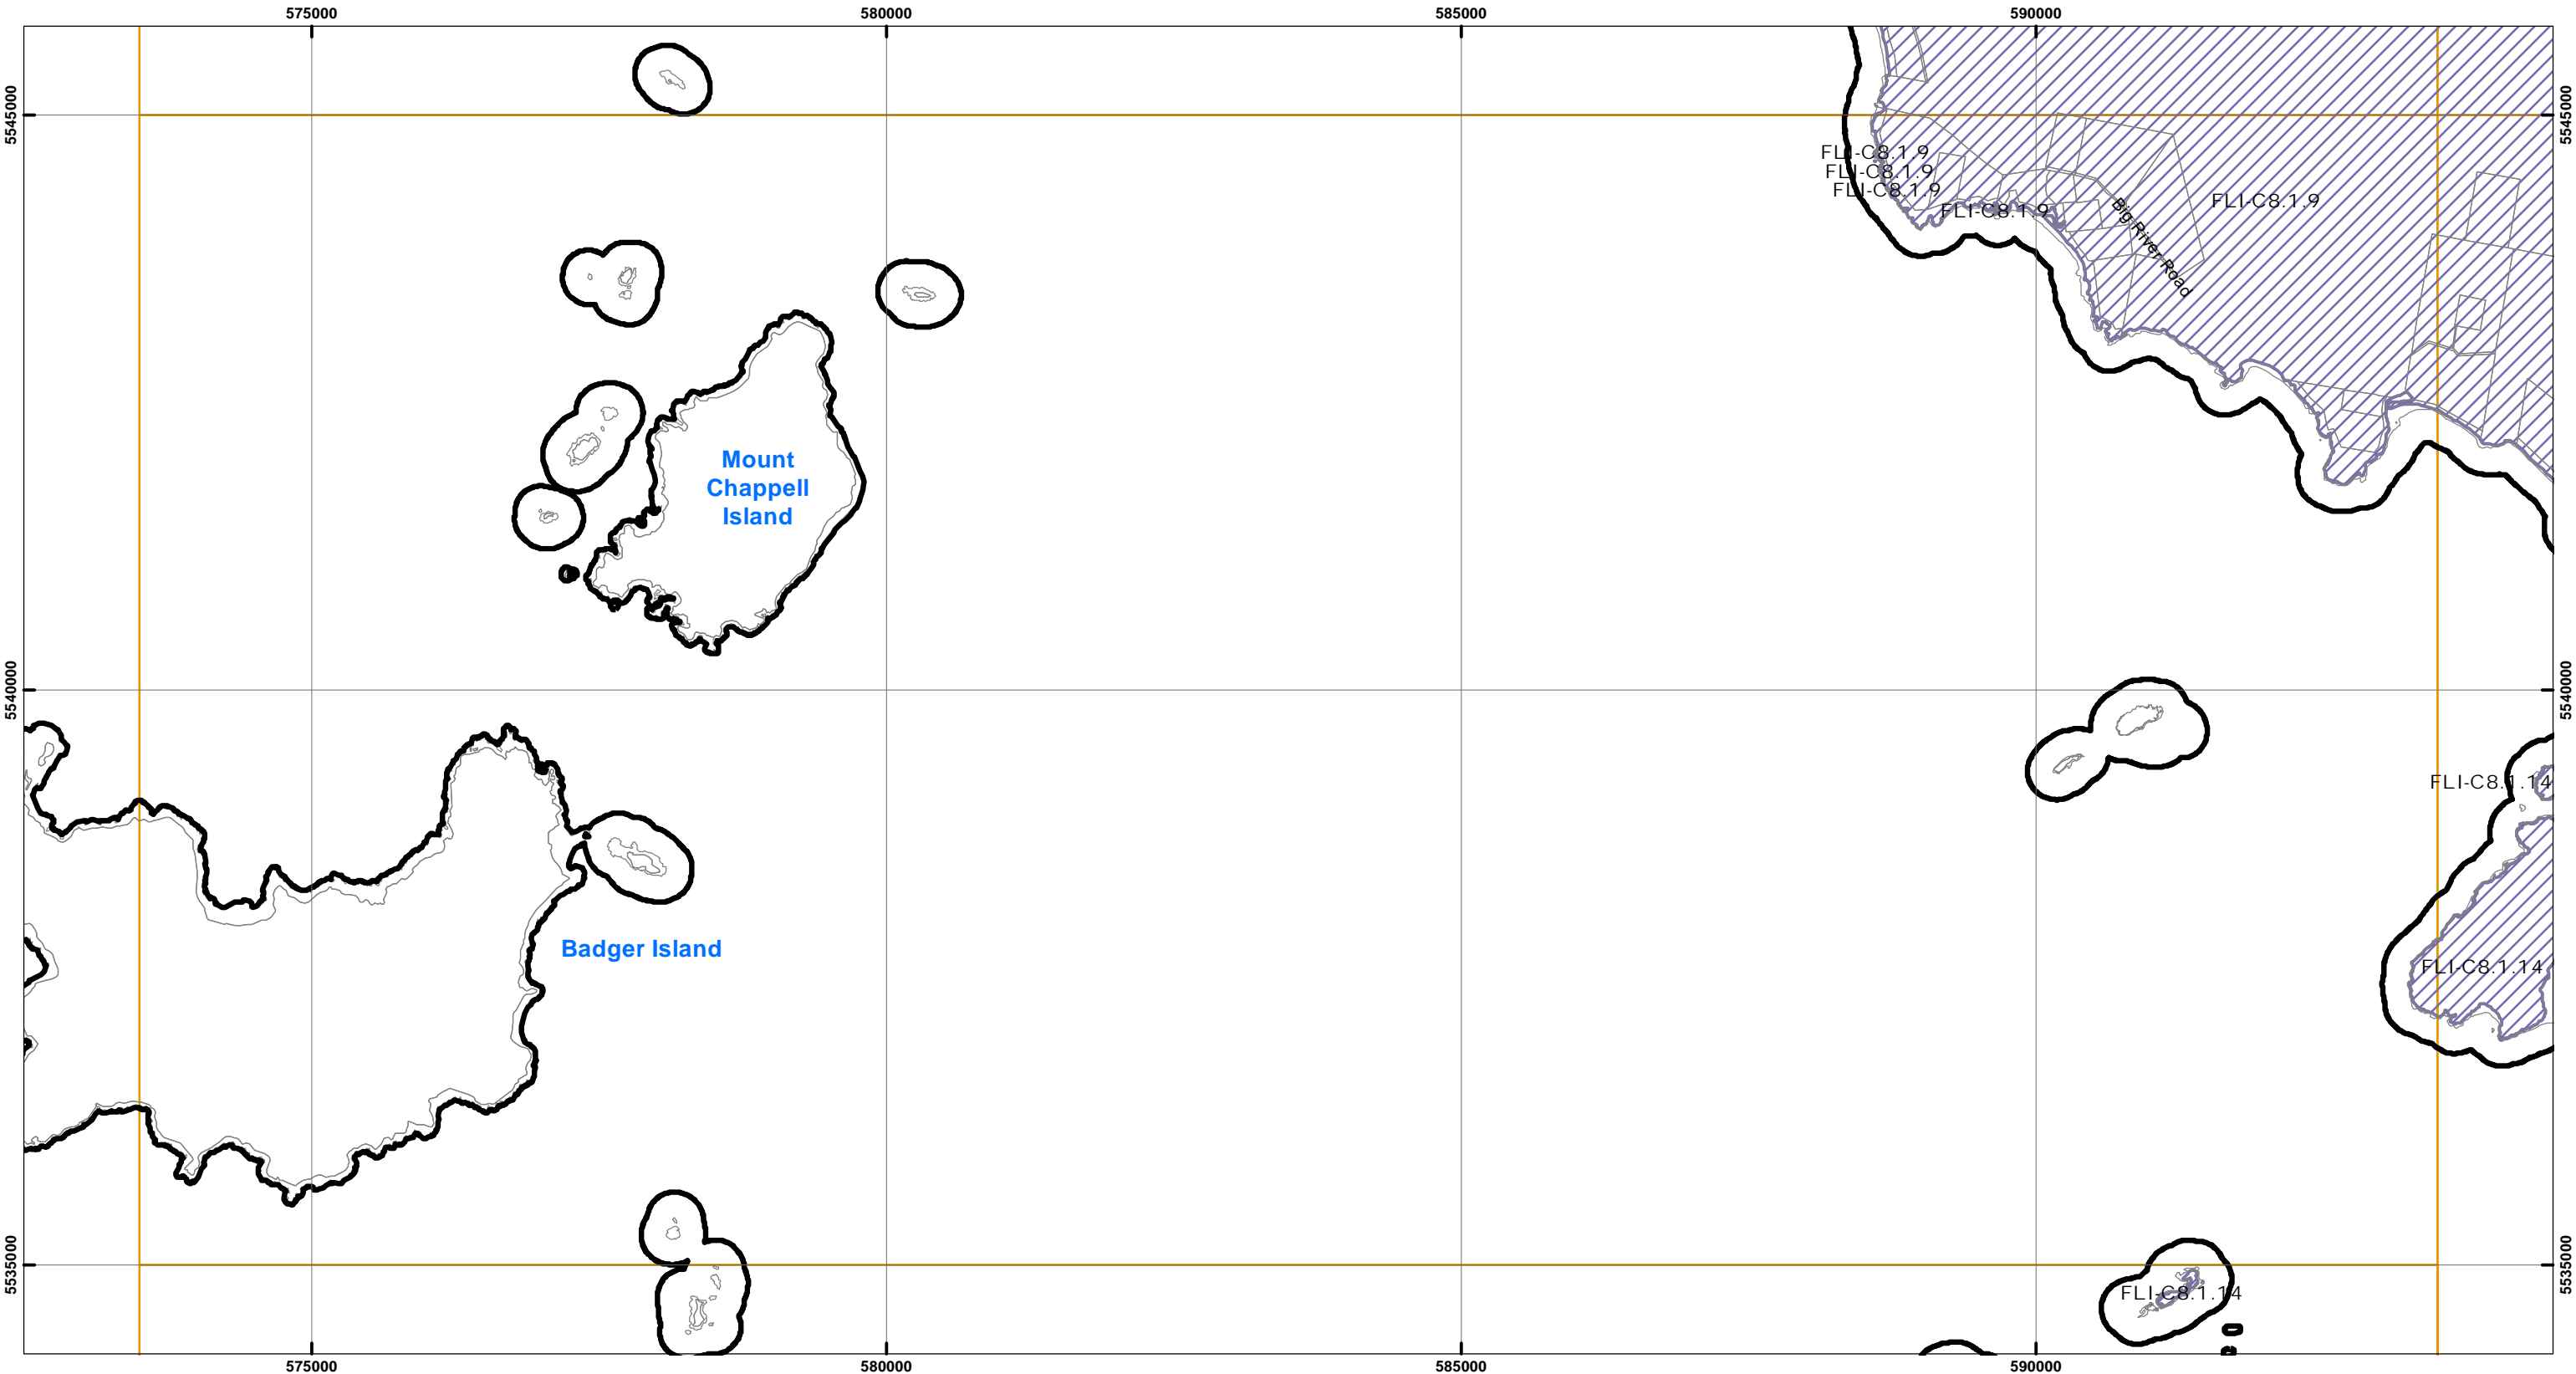 575000
580000
585000
590000
5545000
5545000
FLI-C8.1.9
FLI-C8.1.9
FLI-C8.1.9
FLI-C8.1.9
FLI-C8.1.9
Big River Road
Mount
Chappell
Island
5540000
5540000
FLI-C8.1.14
Badger Island
FLI-C8.1.14
5535000
5535000
FLI-C8.1.14
575000
580000
585000
590000